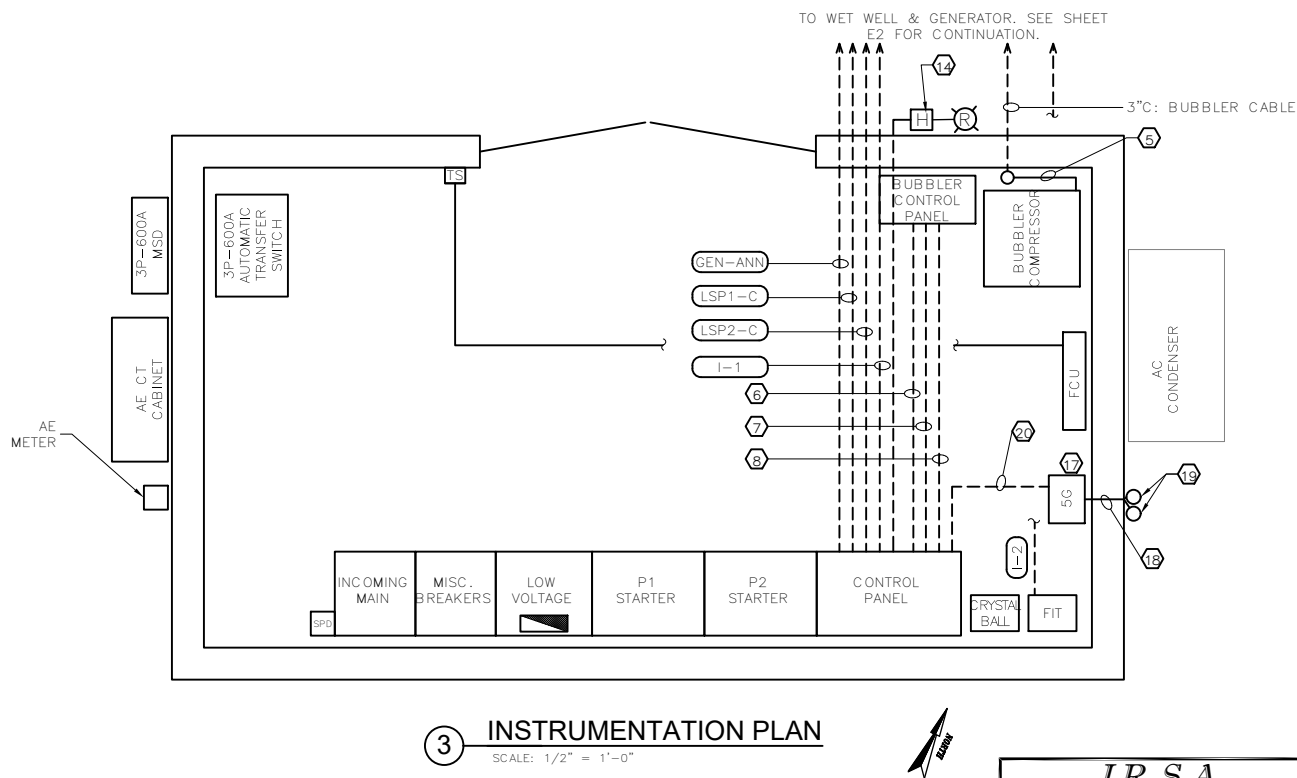 TO WET WELL & GENERATOR. SEE SHEET
E2 FOR CONTINUATION.
14
H
R
3"C: BUBBLER CABLE
5
TS
BUBBLER
CONTROL
PANEL
BUBBLER
COMPRESSOR
3P-600A
MSD
3P-600A
AUTOMATIC
TRANSFER
SWITCH
GEN-ANN
LSP1-C
LSP2-C
I-1
6
7
8
AE CT
CABINET
AE
METER
FCU
AC
CONDENSER
20
17
5G
19
18
I-2
SPD
INCOMING
MAIN
MISC.
BREAKERS
LOW
VOLTAGE
P1
STARTER
P2
STARTER
CONTROL
PANEL
CRYSTAL
BALL
FIT
3
INSTRUMENTATION PLAN
SCALE: 1/2" = 1'-0"
NORTH